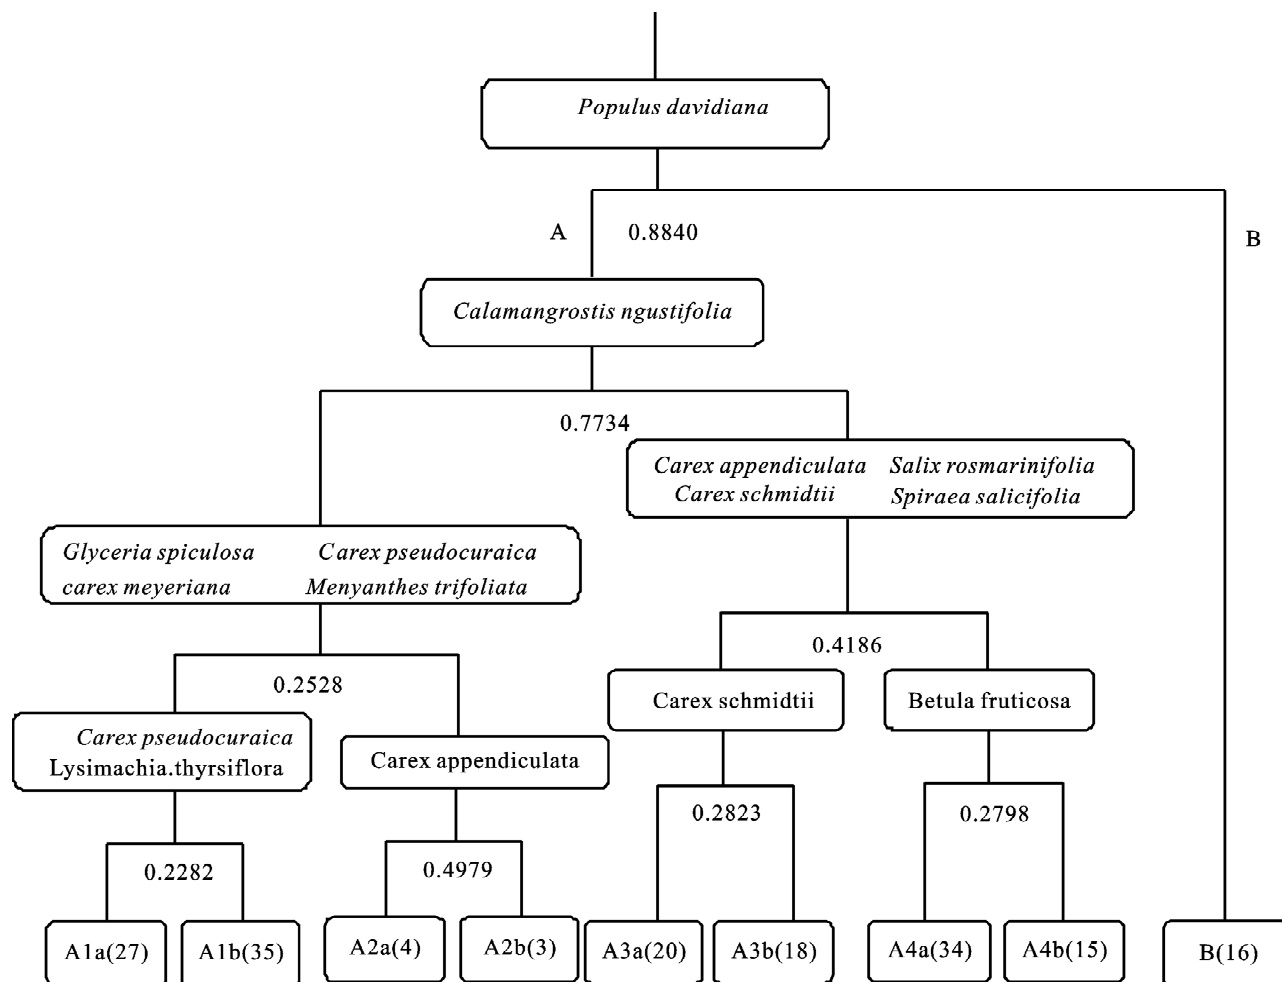 Populus davidiana
A 0.8840 B
Calamangrostis ngustifolia
0.7734
Carex appendiculata Salix rosmarinifolia
Carex schmidtii Spiraea salicifolia
Glyceria spiculosa Carex pseudocuraica
carex meyeriana Menyanthes trifoliata
0.4186
0.2528
Carex schmidtii
Betula fruticosa
Carex pseudocuraica
Lysimachia.thyrsiflora
Carex appendiculata
0.2823
0.2798
0.2282
0.4979
A1a(27) A1b(35) A2a(4) A2b(3) A3a(20) A3b(18) A4a(34) A4b(15) B(16)